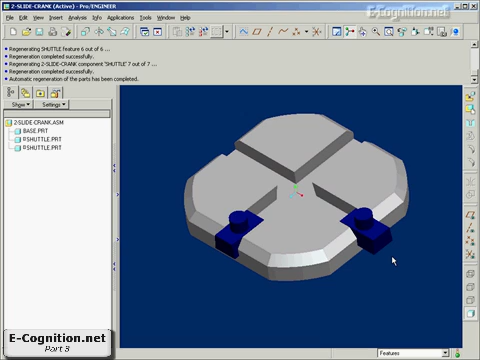 2-SLIDE-CRANK (Active) - Pro/ENGINEER
E-Cognition.net
File Edit View Insert Analysis Info Applications Tools Window Help
Regenerating SHUTTLE feature 6 out of 6 ...
Regeneration completed successfully.
Regenerating 2-SLIDE-CRANK component 'SHUTTLE' 7 out of 7 ...
Regeneration completed successfully.
Automatic regeneration of the parts has been completed.
Show Settings
2-SLIDE-CRANK.ASM
BASE.PRT
SHUTTLE.PRT
SHUTTLE.PRT
E-Cognition.net
Part 3
Features